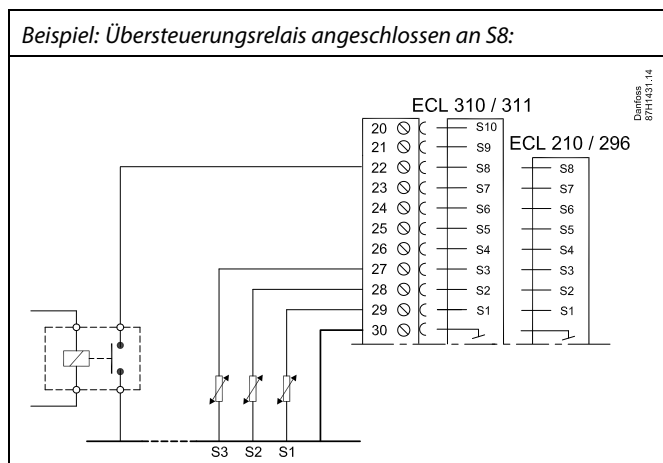 Beispiel: Übersteuerungsrelais angeschlossen an S8:
Danfoss
87H1431.14
ECL 310 / 311
ECL 210 / 296
20 S10
21 S9
22 S8 S8
23 S7 S7
24 S6 S6
25 S5 S5
26 S4 S4
27 S3 S3
28 S2 S2
29 S1 S1
30
S3 S2 S1